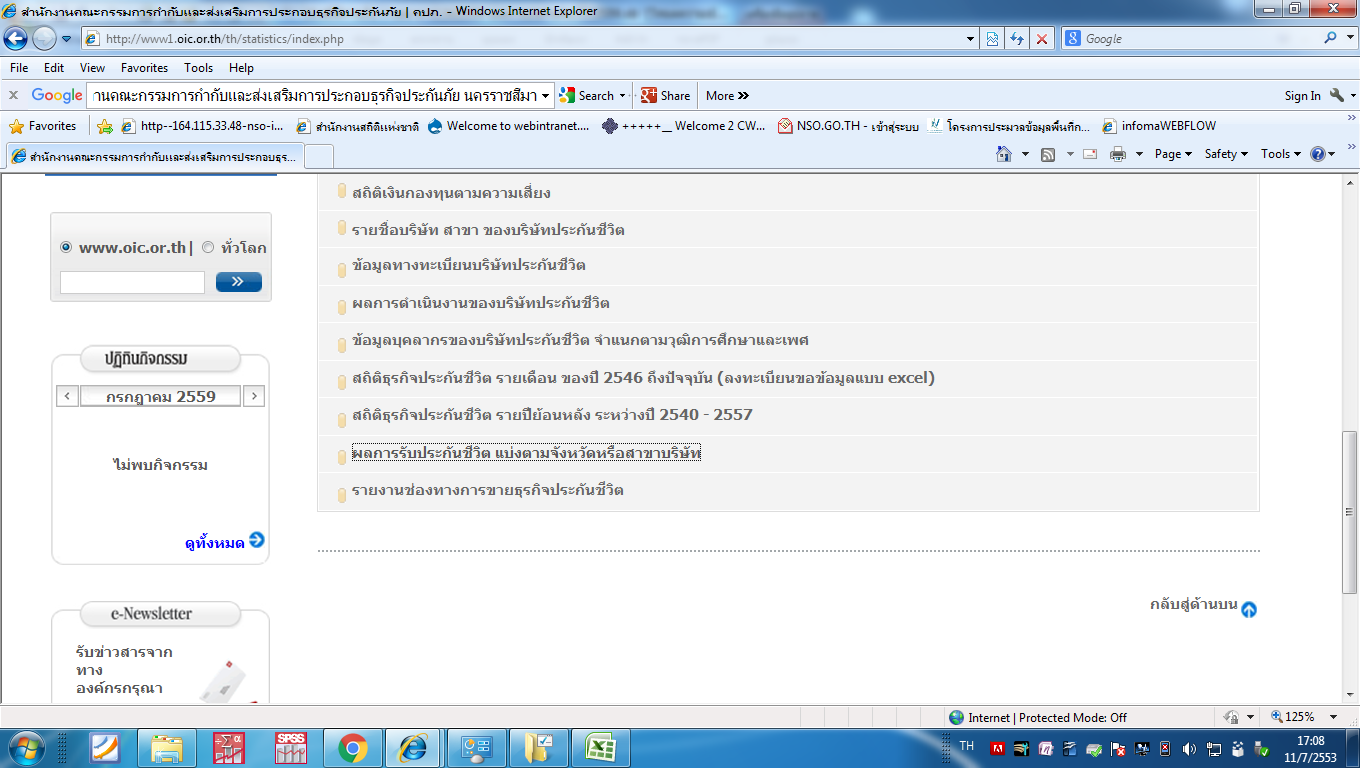 สำนักงานคณะกรรมการกำกับและส่งเสริมการประกอบธุรกิจประกันภัย | คปภ. - Windows Internet Explorer
http://www1.oic.or.th/th/statistics/index.php
Google
File Edit View Favorites Tools Help
x Google านคณะกรรมการกำกับและส่งเสริมการประกอบธุรกิจประกันภัย นครราชสีมา Search Share More Sign In
Favorites http--164.115.33.48-nso-i... สำนักงานสถิติแห่งชาติ Welcome to webintranet.... +++++__ Welcome 2 CW... NSO.GO.TH - เข้าสู่ระบบ โครงการประมวลข้อมูลพื้นที่ก... infomaWEBFLOW
สำนักงานคณะกรรมการกำกับและส่งเสริมการประกอบธุร... Page Safety Tools
สถิติเงินกองทุนตามความเสี่ยง
รายชื่อบริษัท สาขา ของบริษัทประกันชีวิต
ข้อมูลทางทะเบียนบริษัทประกันชีวิต
ผลการดำเนินงานของบริษัทประกันชีวิต
ข้อมูลบุคลากรของบริษัทประกันชีวิต จำแนกตามวุฒิการศึกษาและเพศ
สถิติธุรกิจประกันชีวิต รายเดือน ของปี 2546 ถึงปัจจุบัน (ลงทะเบียนขอข้อมูลแบบ excel)
สถิติธุรกิจประกันชีวิต รายปีย้อนหลัง ระหว่างปี 2540 - 2557
ผลการรับประกันชีวิต แบ่งตามจังหวัดหรือสาขาบริษัท
รายงานช่องทางการขายธุรกิจประกันชีวิต
กลับสู่ด้านบน
www.oic.or.th | ทั่วโลก
ปฏิทินกิจกรรม
กรกฎาคม 2559
ไม่พบกิจกรรม
ดูทั้งหมด
e-Newsletter
รับข่าวสารจาก
ทาง
องค์กรกรุณา
Internet | Protected Mode: Off 125%
SPSS
TH
17:08
11/7/2553